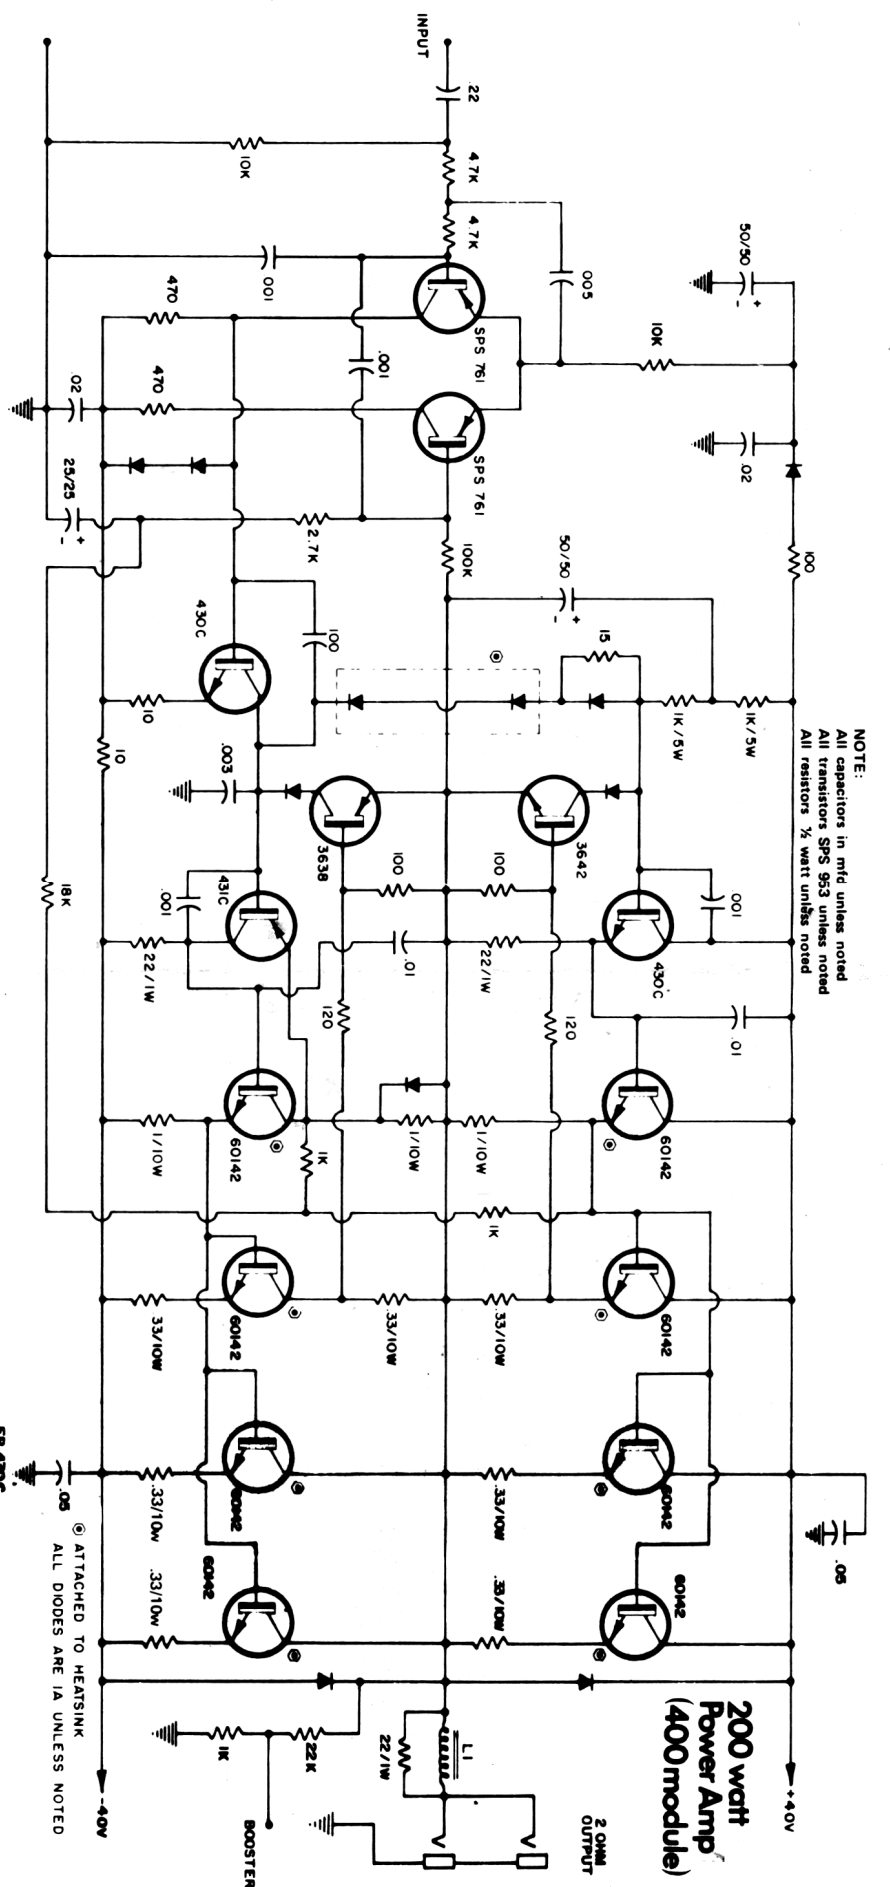 200 watt
Power Amp
(400 module)
NOTE:
All capacitors in mfd unless noted
All transistors SPS 953 unless noted
All resistors ½ watt unless noted
INPUT
.22
10K
4.7K
4.7K
.005
50/50
+
-
10K
.001
470
.001
SPS 761
470
.02
SPS 761
.02
25/25
+
-
2.7K
100K
100
50/50
+
-
15
430C
100
10
10
1K/5W
1K/5W
.003
3638
3642
100
100
.001
431C
.001
430C
18K
22/1W
.01
22/1W
120
120
.01
60142
1/10W
1K
1/10W
1/10W
60142
1K
60142
.33/10W
.33/10W
.33/10W
60142
60142
.33/10w
.33/10W
60142
.05
.05
60142
.33/10w
.33/10W
60142
ATTACHED TO HEATSINK
ALL DIODES ARE 1A UNLESS NOTED
1K
22K
BOOSTER
22/1W
L1
2 OHM
OUTPUT
+40V
-40V